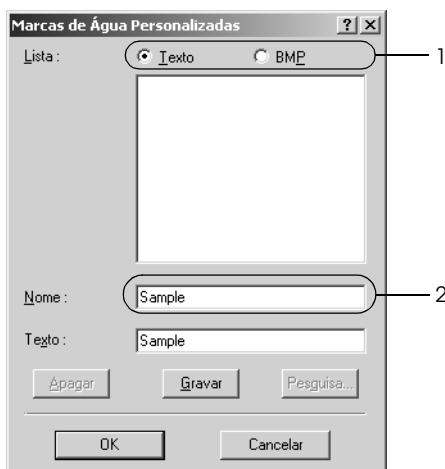 Marcas de Água Personalizadas ? X
Lista : Texto BMP 1
Nome : Sample 2
Texto : Sample
Apagar Gravar Pesquisa...
OK Cancelar